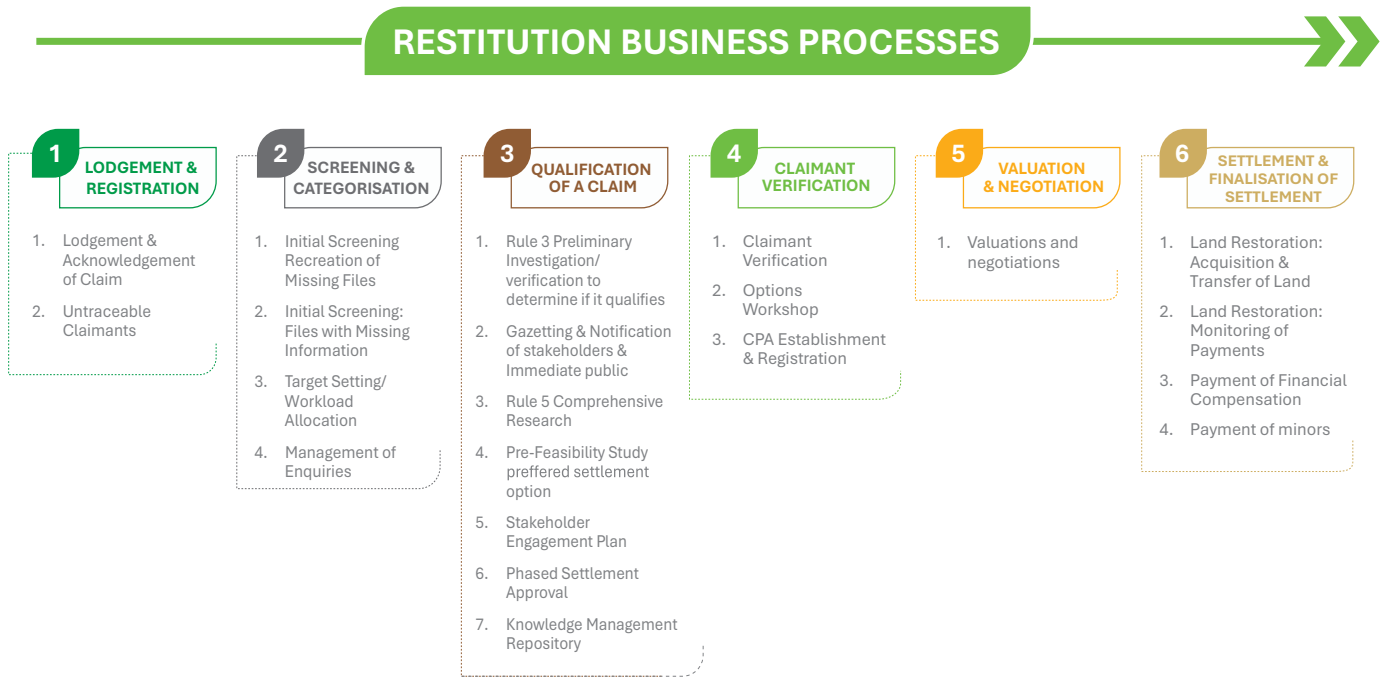 RESTITUTION BUSINESS PROCESSES
1
LODGEMENT &
REGISTRATION
1. Lodgement &
Acknowledgement
of Claim
2. Untraceable
Claimants
2
SCREENING &
CATEGORISATION
1. Initial Screening
Recreation of
Missing Files
2. Initial Screening:
Files with Missing
Information
3. Target Setting/
Workload
Allocation
4. Management of
Enquiries
3
QUALIFICATION
OF A CLAIM
1. Rule 3 Preliminary
Investigation/
verification to
determine if it qualifies
2. Gazetting & Notification
of stakeholders &
Immediate public
3. Rule 5 Comprehensive
Research
4. Pre-Feasibility Study
preffered settlement
option
5. Stakeholder
Engagement Plan
6. Phased Settlement
Approval
7. Knowledge Management
Repository
4
CLAIMANT
VERIFICATION
1. Claimant
Verification
2. Options
Workshop
3. CPA Establishment
& Registration
5
VALUATION
& NEGOTIATION
1. Valuations and
negotiations
6
SETTLEMENT &
FINALISATION OF
SETTLEMENT
1. Land Restoration:
Acquisition &
Transfer of Land
2. Land Restoration:
Monitoring of
Payments
3. Payment of Financial
Compensation
4. Payment of minors